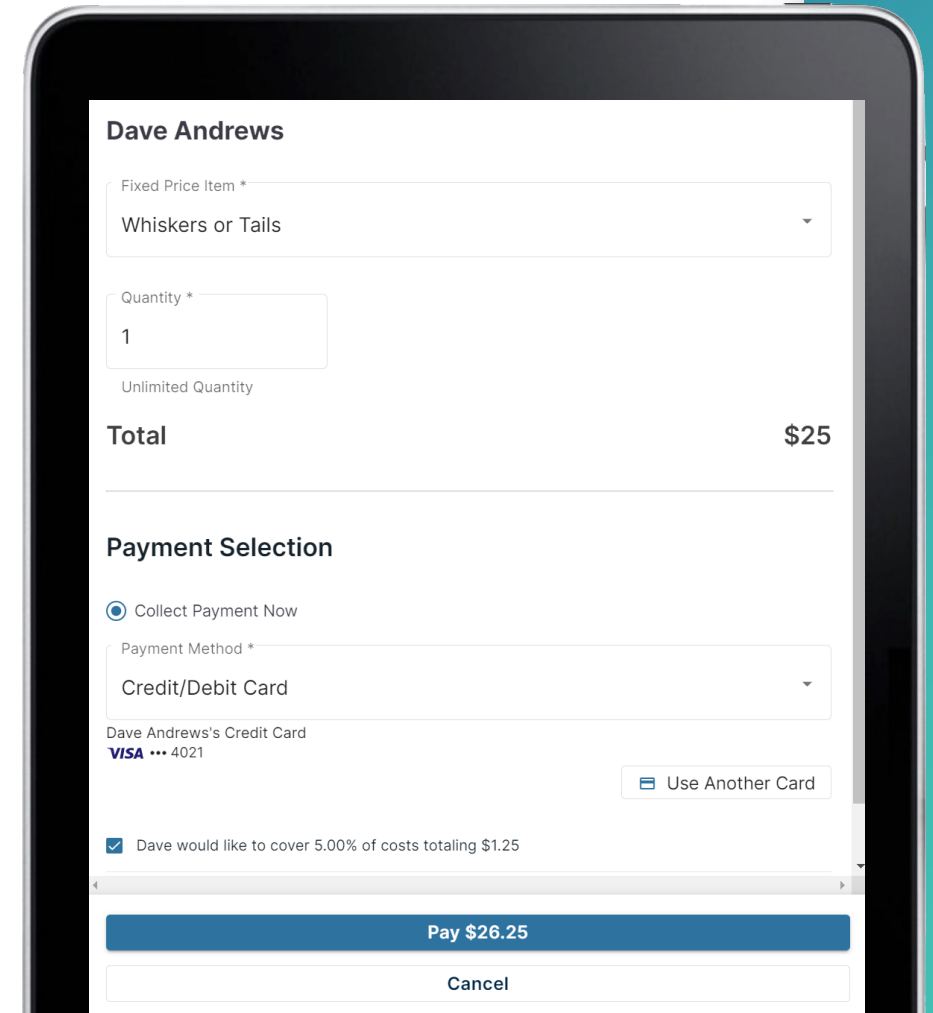 Dave Andrews
Fixed Price Item *
Whiskers or Tails
Quantity *
1
Unlimited Quantity
Total $25
Payment Selection
Collect Payment Now
Payment Method *
Credit/Debit Card
Dave Andrews's Credit Card
VISA ••• 4021
Use Another Card
Dave would like to cover 5.00% of costs totaling $1.25
Pay $26.25
Cancel